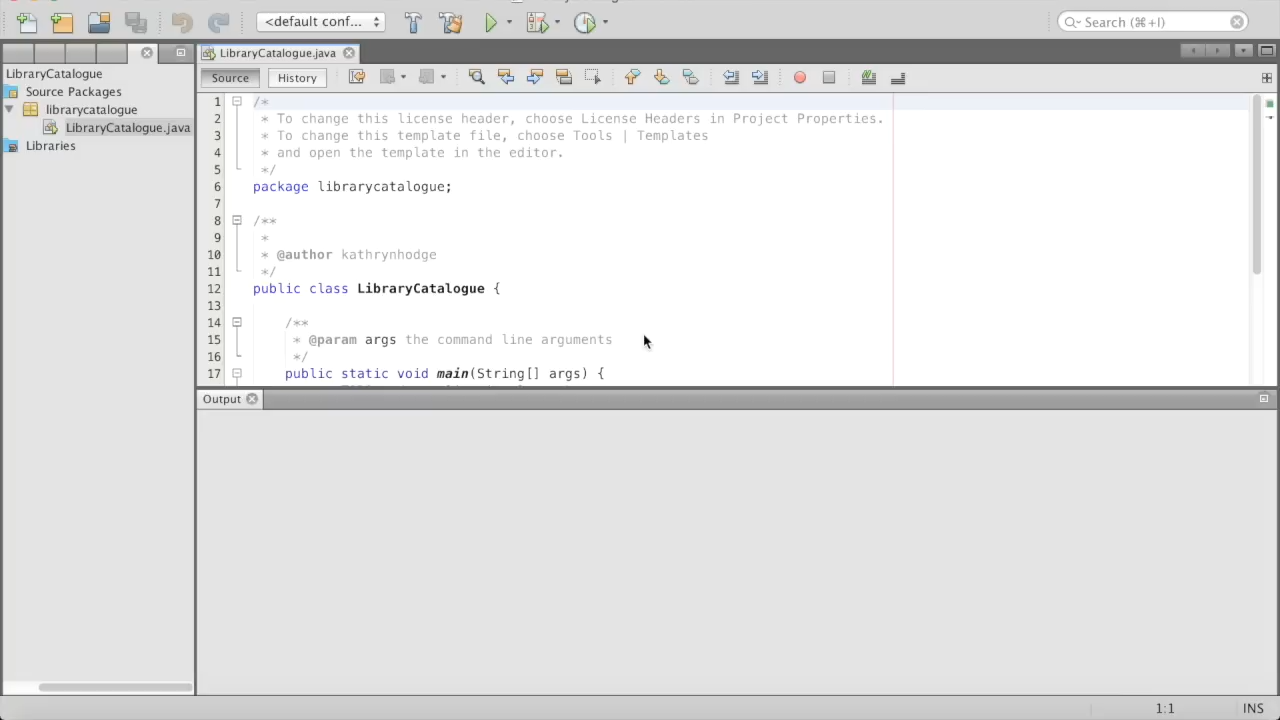 <default conf...
Search (⌘+I)
LibraryCatalogue.java
LibraryCatalogue
Source Packages
librarycatalogue
LibraryCatalogue.java
Libraries
Source
History
1 /*
2 * To change this license header, choose License Headers in Project Properties.
3 * To change this template file, choose Tools | Templates
4 * and open the template in the editor.
5 */
6 package librarycatalogue;
7
8 /**
9 *
10 * @author kathrynhodge
11 */
12 public class LibraryCatalogue {
13
14 /**
15 * @param args the command line arguments
16 */
17 public static void main(String[] args) {
Output
1:1
INS